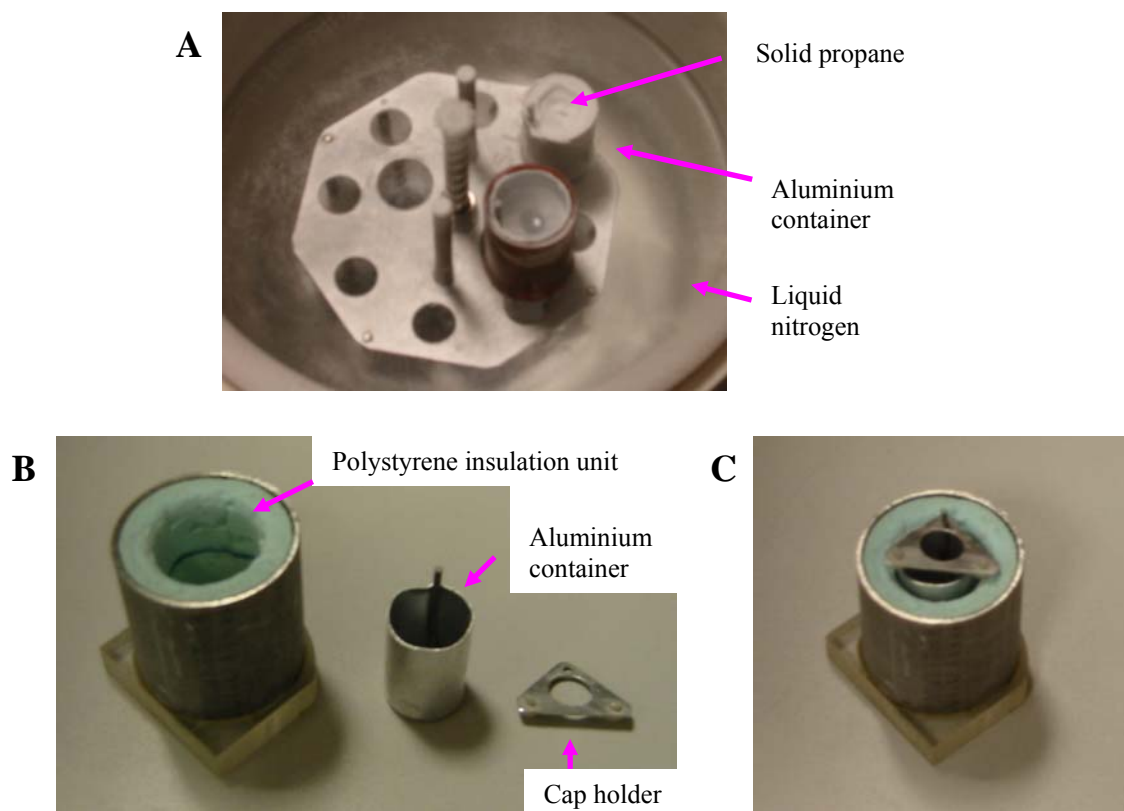 A
Solid propane
Aluminium
container
Liquid
nitrogen
B
Polystyrene insulation unit
Aluminium
container
Cap holder
C